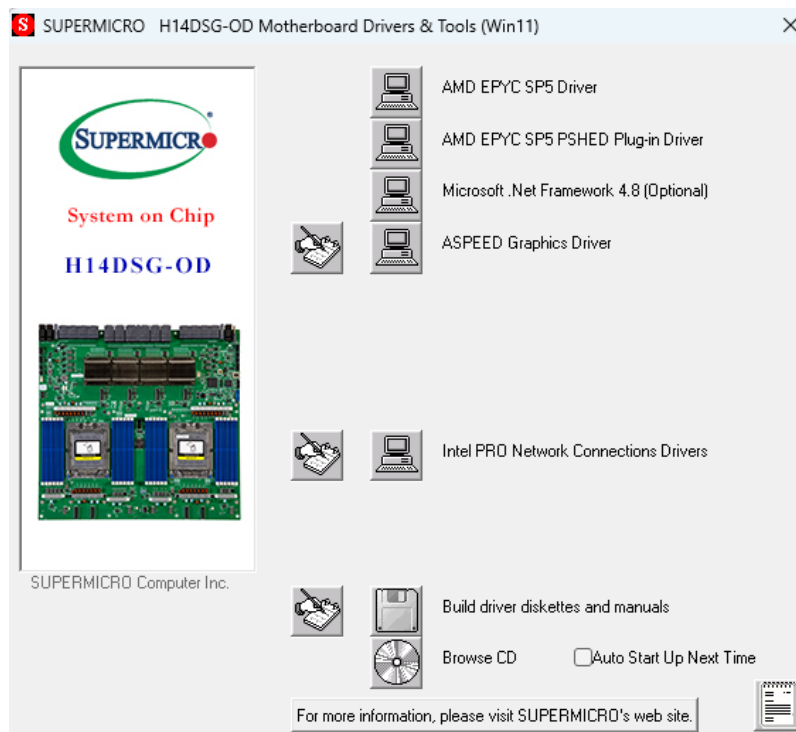 SUPERMICRO H14DSG-OD Motherboard Drivers & Tools (Win11)
SUPERMICRO
System on Chip
H14DSG-OD
SUPERMICRO Computer Inc.
AMD EPYC SP5 Driver
AMD EPYC SP5 PSHED Plug-in Driver
Microsoft .Net Framework 4.8 (Optional)
ASPEED Graphics Driver
Intel PRO Network Connections Drivers
Build driver diskettes and manuals
Browse CD
Auto Start Up Next Time
For more information, please visit SUPERMICRO's web site.